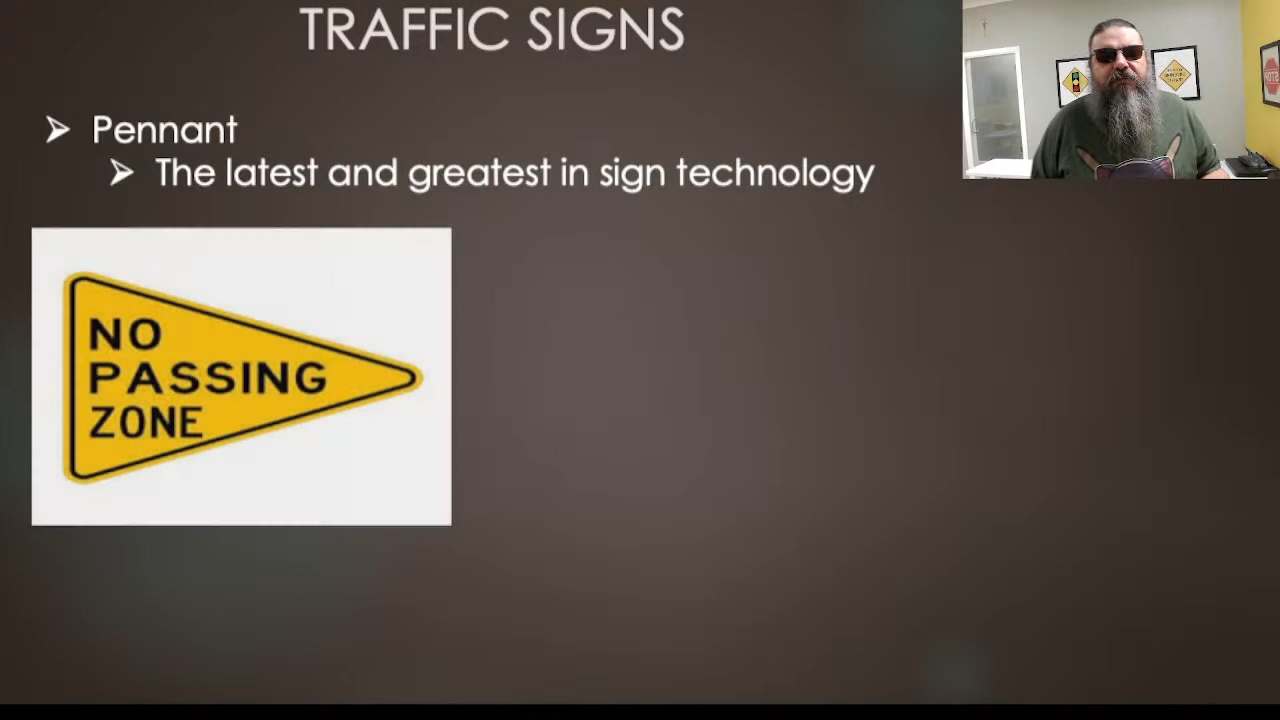 TRAFFIC SIGNS
Pennant
The latest and greatest in sign technology
NO
PASSING
ZONE